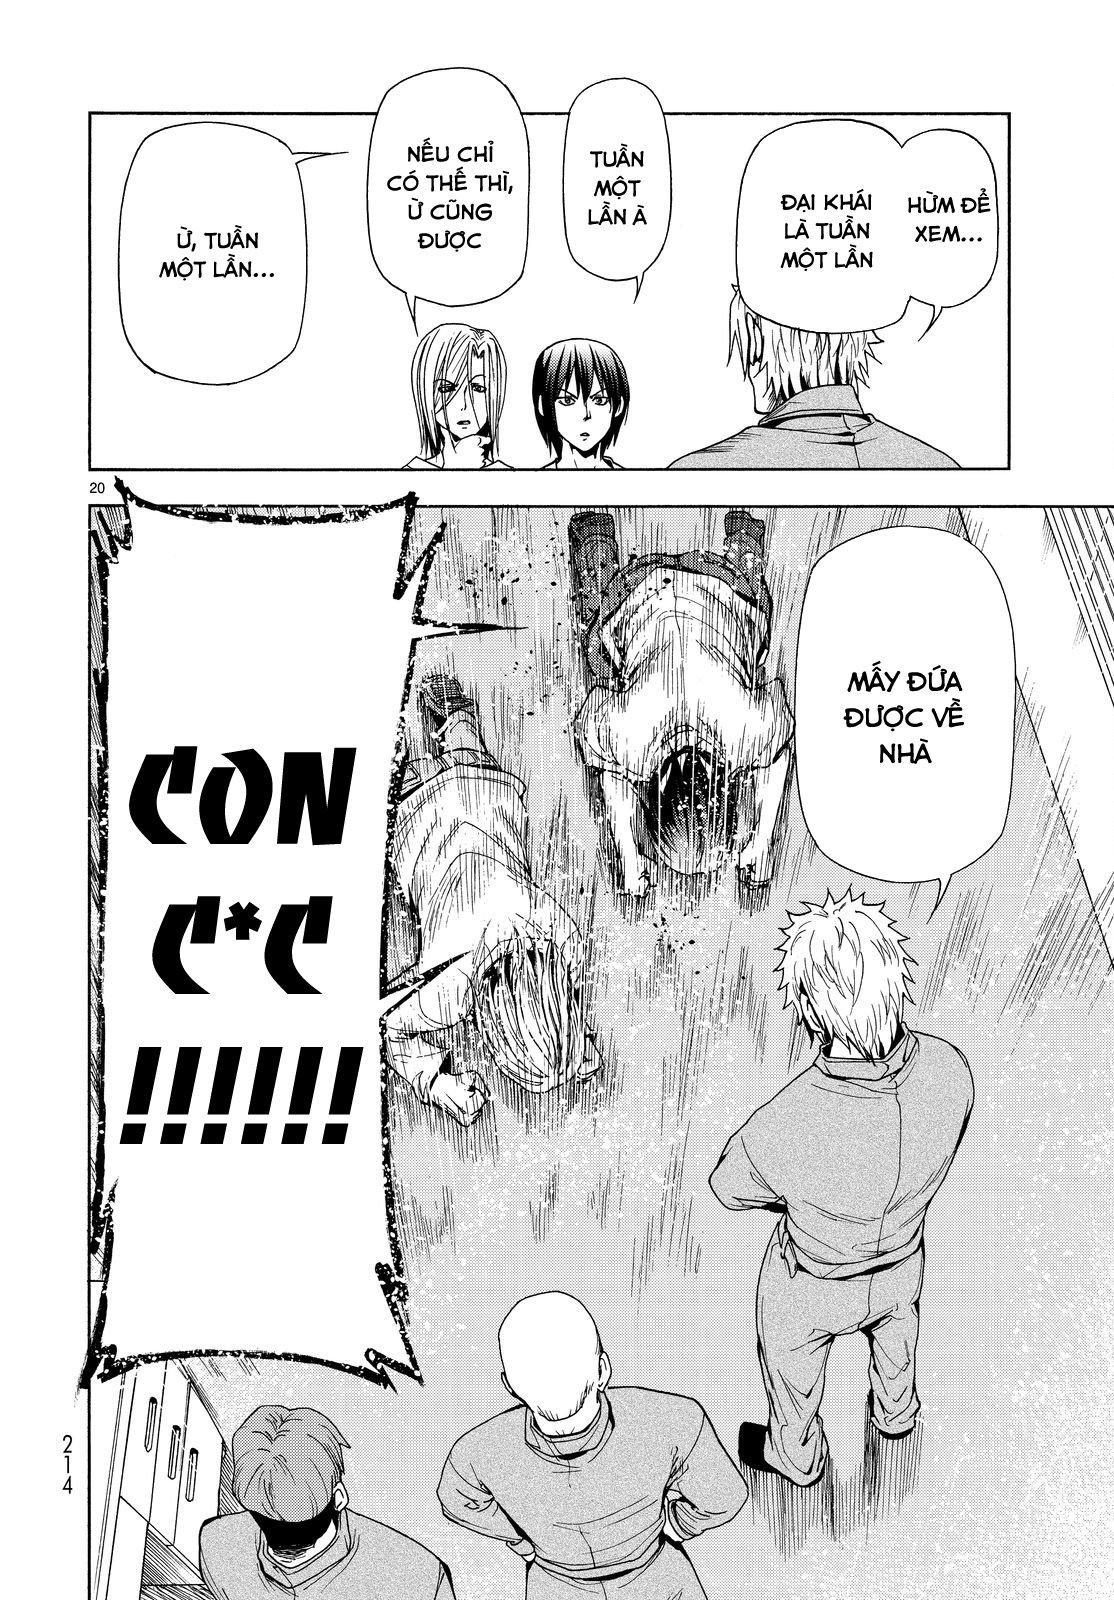 HỪM ĐỂ
XEM...
ĐẠI KHÁI
LÀ TUẦN
MỘT LẦN
TUẦN
MỘT
LẦN À
NẾU CHỈ
CÓ THẾ THÌ,
Ừ CŨNG
ĐƯỢC
Ừ, TUẦN
MỘT LẦN...
20
MẤY ĐỨA
ĐƯỢC VỀ
NHÀ
CON
C*C
!!!!!!
214